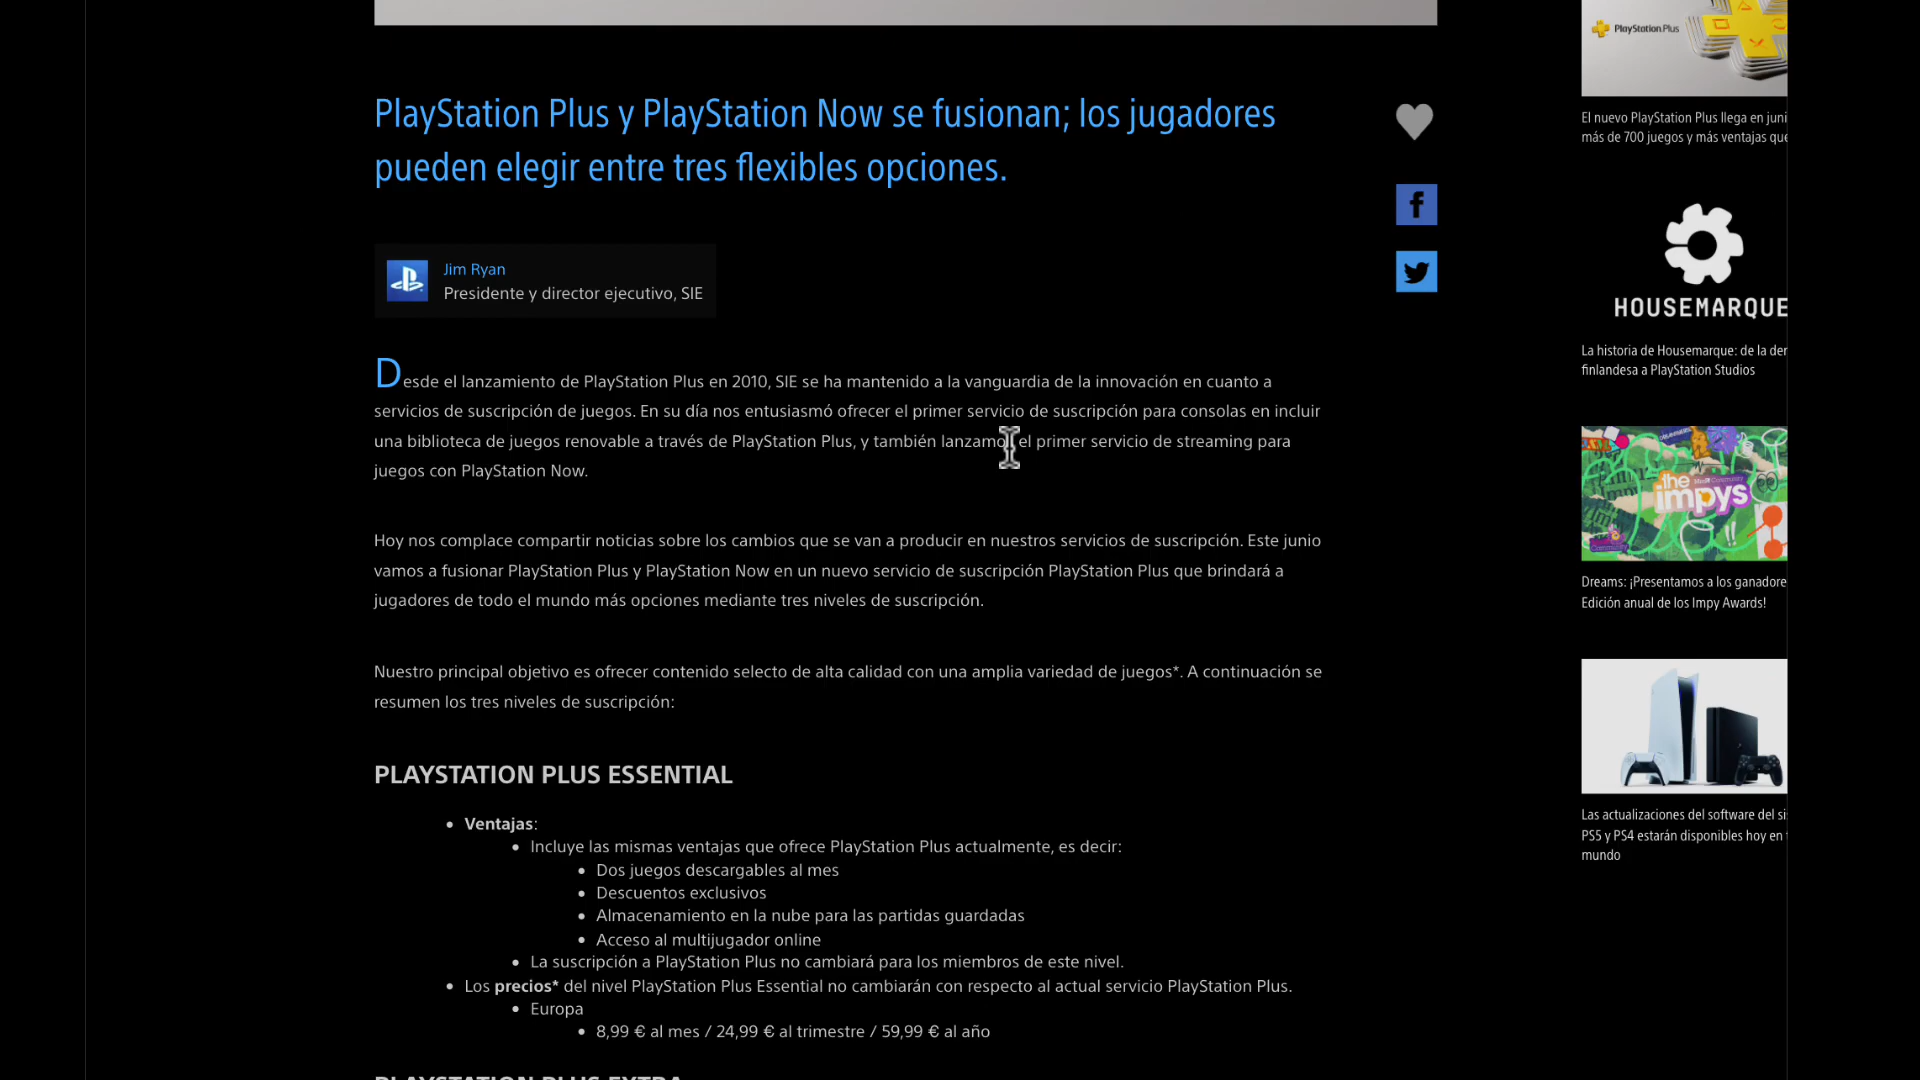 PlayStation Plus y PlayStation Now se fusionan; los jugadores
pueden elegir entre tres flexibles opciones.
Jim Ryan
Presidente y director ejecutivo, SIE
Desde el lanzamiento de PlayStation Plus en 2010, SIE se ha mantenido a la vanguardia de la innovación en cuanto a
servicios de suscripción de juegos. En su día nos entusiasmó ofrecer el primer servicio de suscripción para consolas en incluir
una biblioteca de juegos renovable a través de PlayStation Plus, y también lanzamos el primer servicio de streaming para
juegos con PlayStation Now.
Hoy nos complace compartir noticias sobre los cambios que se van a producir en nuestros servicios de suscripción. Este junio
vamos a fusionar PlayStation Plus y PlayStation Now en un nuevo servicio de suscripción PlayStation Plus que brindará a
jugadores de todo el mundo más opciones mediante tres niveles de suscripción.
Nuestro principal objetivo es ofrecer contenido selecto de alta calidad con una amplia variedad de juegos*. A continuación se
resumen los tres niveles de suscripción:
PLAYSTATION PLUS ESSENTIAL
• Ventajas:
• Incluye las mismas ventajas que ofrece PlayStation Plus actualmente, es decir:
• Dos juegos descargables al mes
• Descuentos exclusivos
• Almacenamiento en la nube para las partidas guardadas
• Acceso al multijugador online
• La suscripción a PlayStation Plus no cambiará para los miembros de este nivel.
• Los precios* del nivel PlayStation Plus Essential no cambiarán con respecto al actual servicio PlayStation Plus.
• Europa
• 8,99 € al mes / 24,99 € al trimestre / 59,99 € al año
PLAYSTATION PLUS EXTRA
PlayStation Plus
El nuevo PlayStation Plus llega en juni
más de 700 juegos y más ventajas que
HOUSEMARQUE
La historia de Housemarque: de la
finlandesa a PlayStation Studios
the
impys
Dreams: ¡Presentamos a los ganadore
Edición anual de los Impy Awards!
Las actualizaciones del software del si
PS5 y PS4 estarán disponibles hoy en
mundo